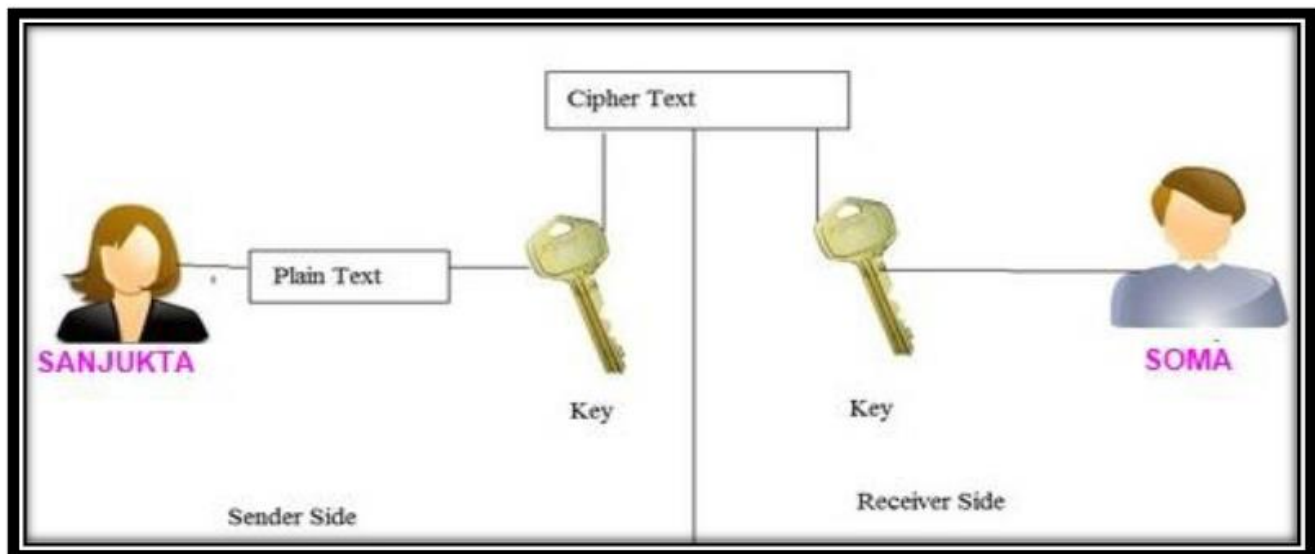 Cipher Text
Plain Text
SANJUKTA
SOMA
Key
Key
Sender Side
Receiver Side